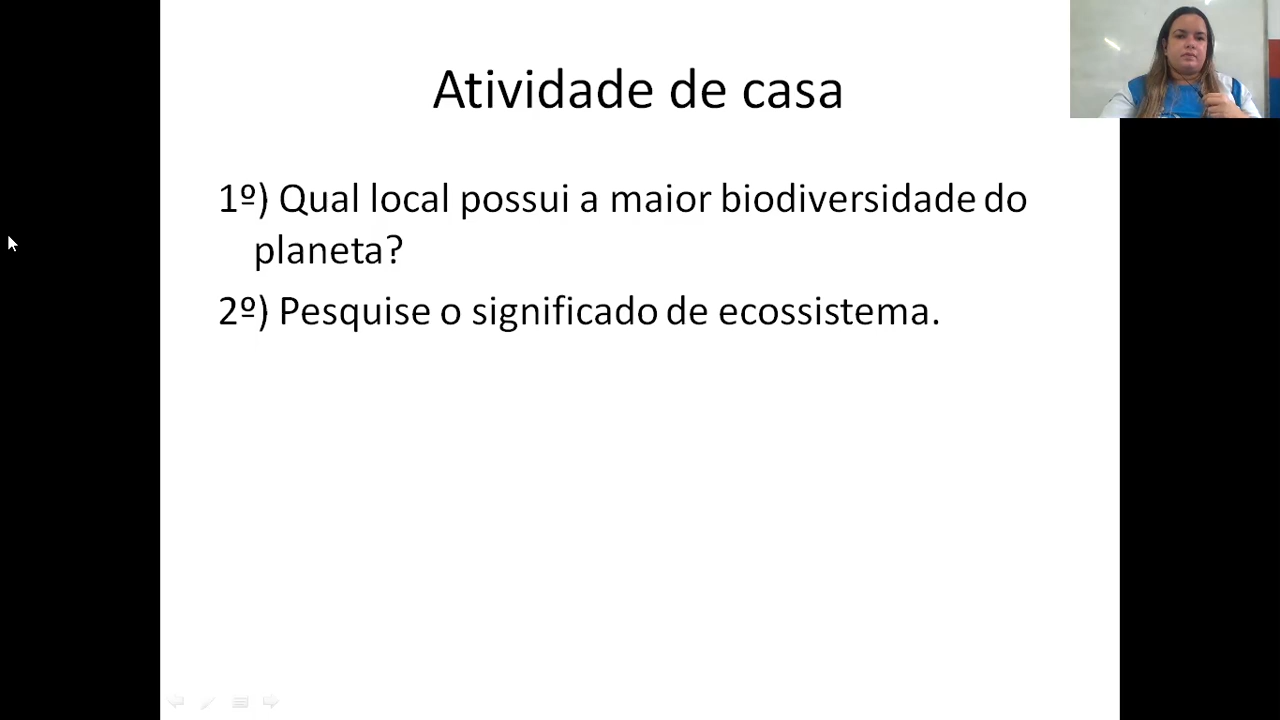 Atividade de casa
1º) Qual local possui a maior biodiversidade do
planeta?
2º) Pesquise o significado de ecossistema.